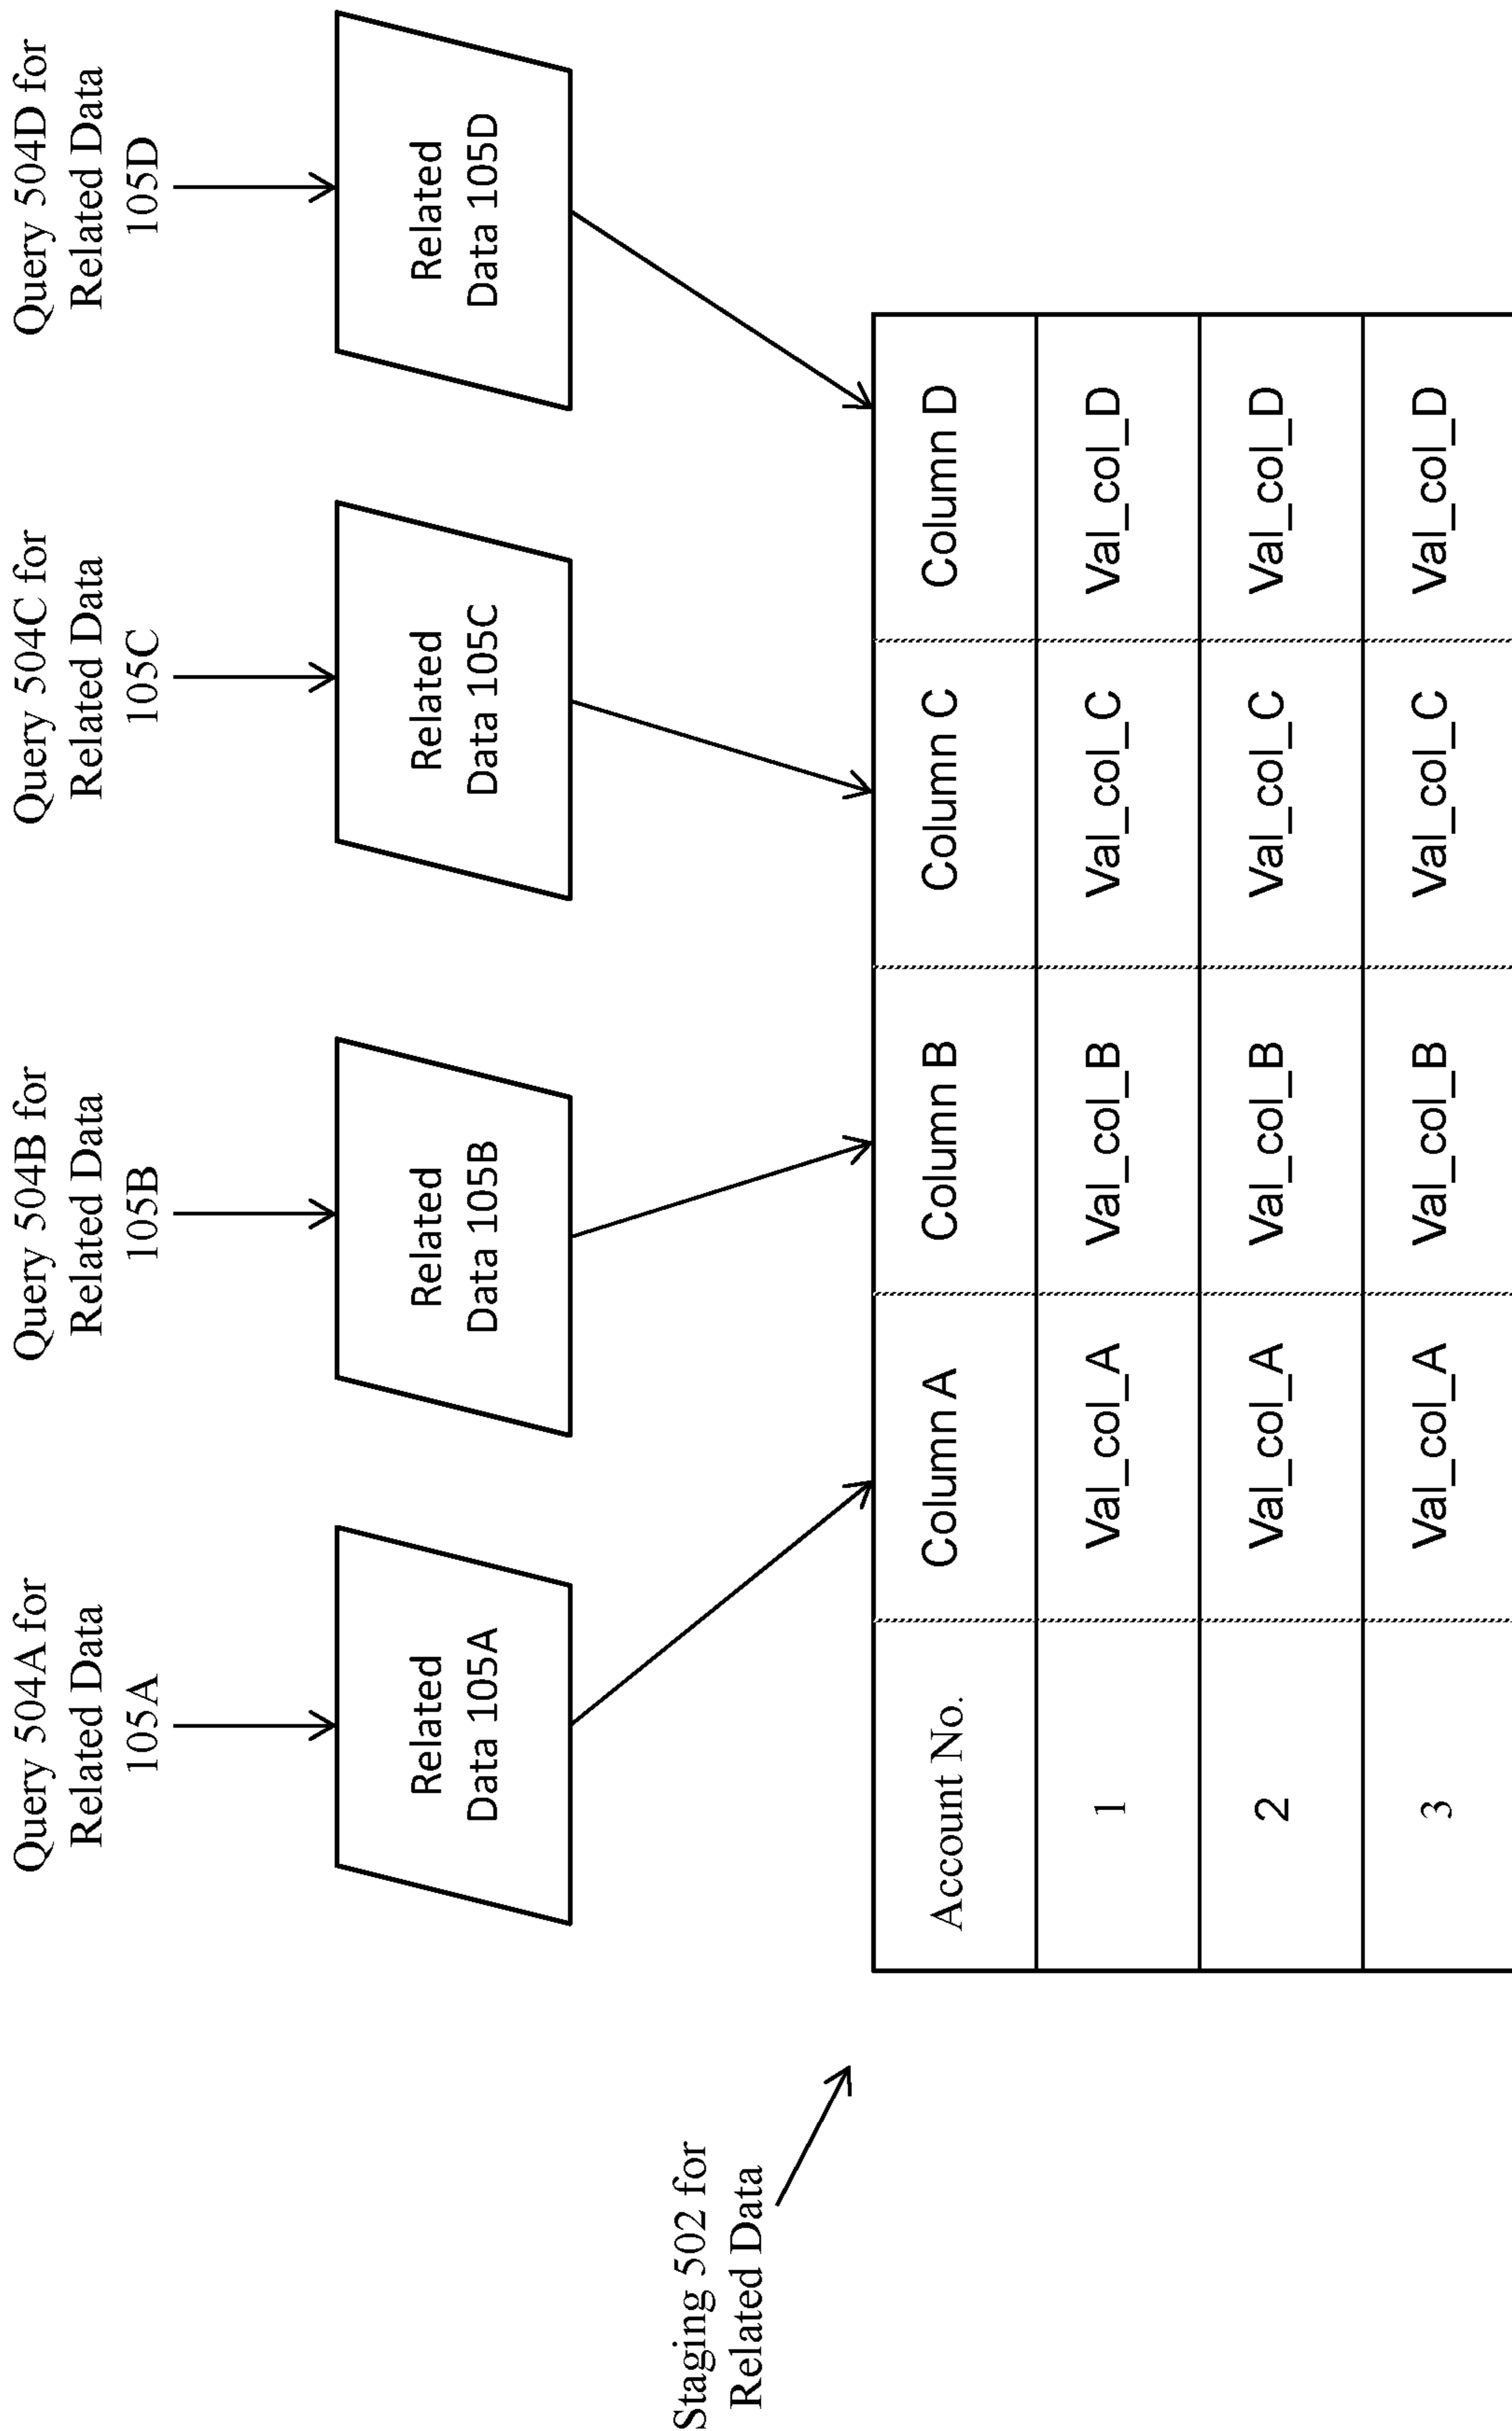 Query 504A for
Related Data
105A
Query 504B for
Related Data
105B
Query 504C for
Related Data
105C
Query 504D for
Related Data
105D
Related
Data 105A
Related
Data 105B
Related
Data 105C
Related
Data 105D
Staging 502 for
Related Data
Account No. Column A Column B Column C Column D
1 Val_col_A Val_col_B Val_col_C Val_col_D
2 Val_col_A Val_col_B Val_col_C Val_col_D
3 Val_col_A Val_col_B Val_col_C Val_col_D